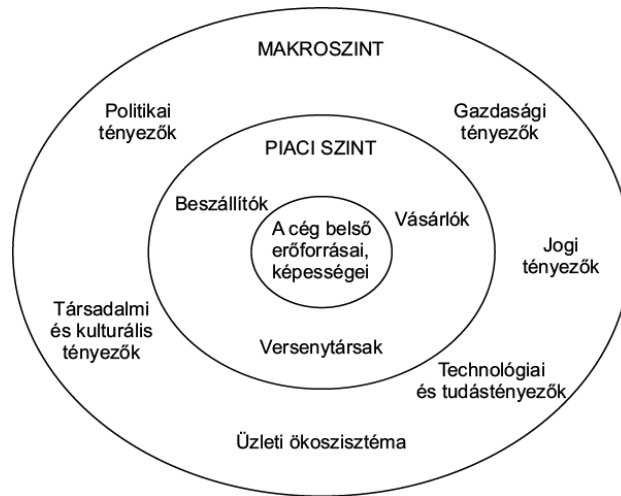 MAKROSZINT
Politikai
tényezők
Gazdasági
tényezők
PIACI SZINT
Beszállítók
Vásárlók
A cég belső
erőforrásai,
képességei
Jogi
tényezők
Társadalmi
és kulturális
tényezők
Versenytársak
Technológiai
és tudástényezők
Üzleti ökoszisztéma